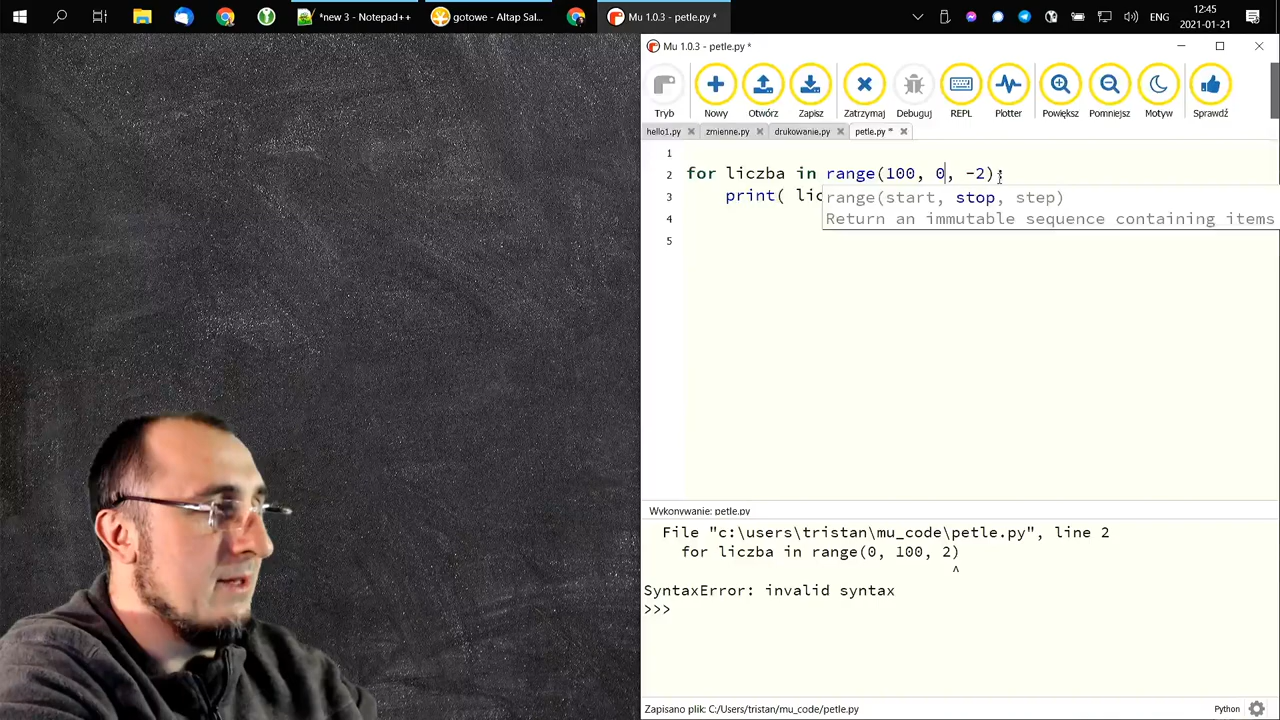 *new 3 - Notepad++
gotowe - Altap Sal...
Mu 1.0.3 - petle.py *
ENG
12:45
2021-01-21
Mu 1.0.3 - petle.py *
Tryb
Nowy
Otwórz
Zapisz
Zatrzymaj
Debuguj
REPL
Plotter
Powiększ
Pomniejsz
Motyw
Sprawdź
hello1.py
zmienne.py
drukowanie.py
petle.py *
1
2 for liczba in range(100, 0, -2):
3 print( lic
range(start, stop, step)
4
Return an immutable sequence containing items
5
Wykonywanie: petle.py
File "c:\users\tristan\mu_code\petle.py", line 2
for liczba in range(0, 100, 2)
^
SyntaxError: invalid syntax
>>>
Zapisano plik: C:/Users/tristan/mu_code/petle.py
Python